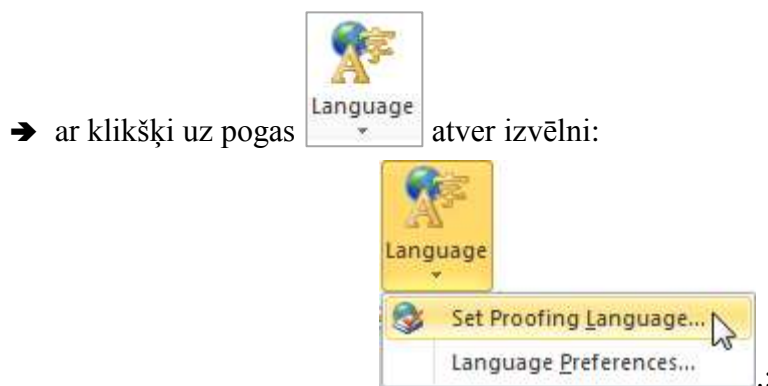 Language
➔ ar klikšķi uz pogas atver izvēlni:
Language
Set Proofing Language...
Language Preferences...